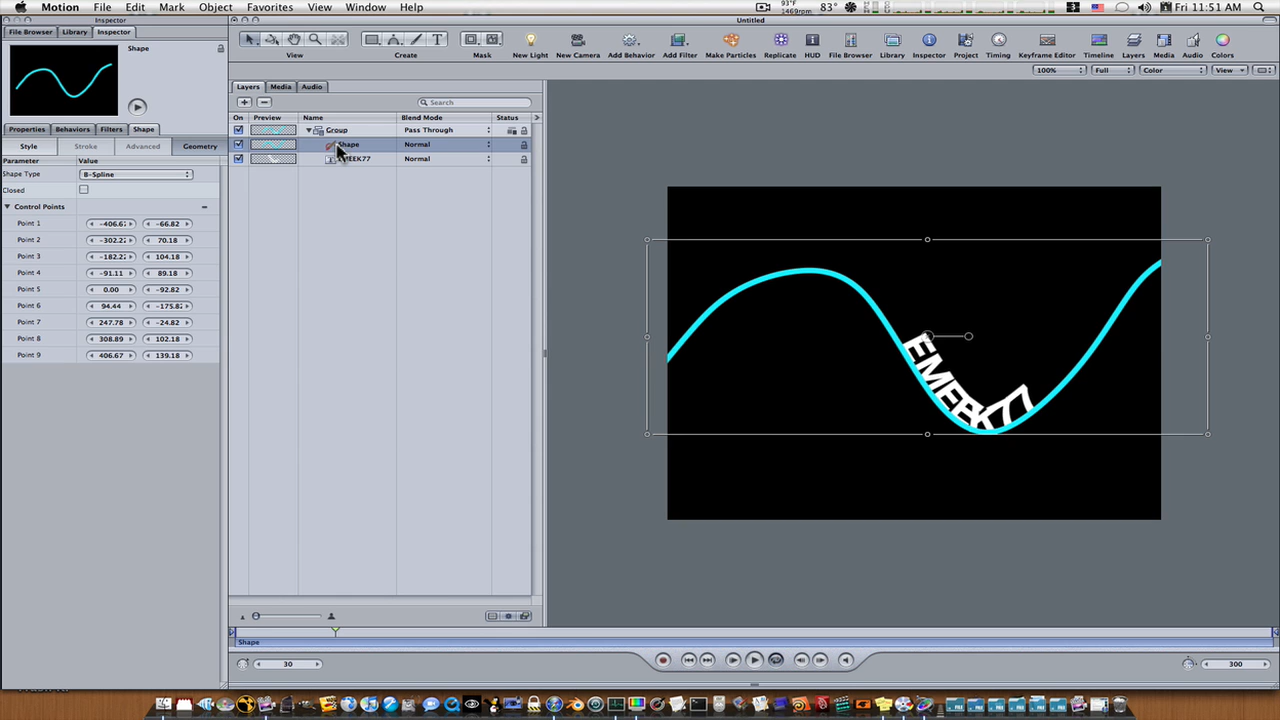 Motion File Edit Mark Object Favorites View Window Help
93°F
1469rpm 83° 3 Fri 11:51 AM
Inspector
Untitled
File Browser Library Inspector
Shape
View Create Mask New Light New Camera Add Behavior Add Filter Make Particles Replicate HUD File Browser Library Inspector Project Timing Keyframe Editor Timeline Layers Media Audio Colors
100% Full Color View
Layers Media Audio
Search
On Preview Name Blend Mode Status
Group Pass Through
Shape Normal
EMEEK77 Normal
Properties Behaviors Filters Shape
Style Stroke Advanced Geometry
Parameter Value
Shape Type B-Spline
Closed
Control Points
Point 1 -406.67 -66.82
Point 2 -302.22 70.18
Point 3 -182.22 104.18
Point 4 -91.11 89.18
Point 5 0.00 -92.82
Point 6 94.44 -175.82
Point 7 247.78 -24.82
Point 8 308.89 102.18
Point 9 406.67 139.18
EMEEK77
Shape
30
300